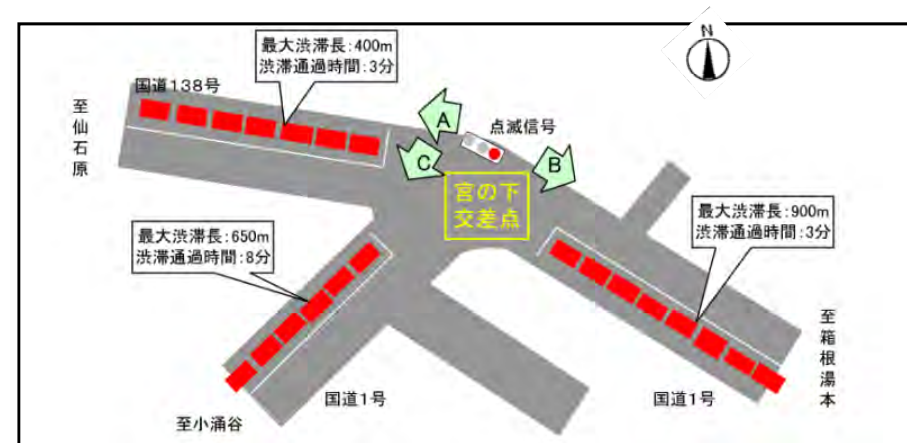 N
最大渋滞長:400m
渋滞通過時間:3分
国道138号
至仙石原
A
点滅信号
C
B
宮の下
交差点
最大渋滞長:900m
渋滞通過時間:3分
最大渋滞長:650m
渋滞通過時間:8分
至箱根湯本
国道1号
国道1号
至小涌谷